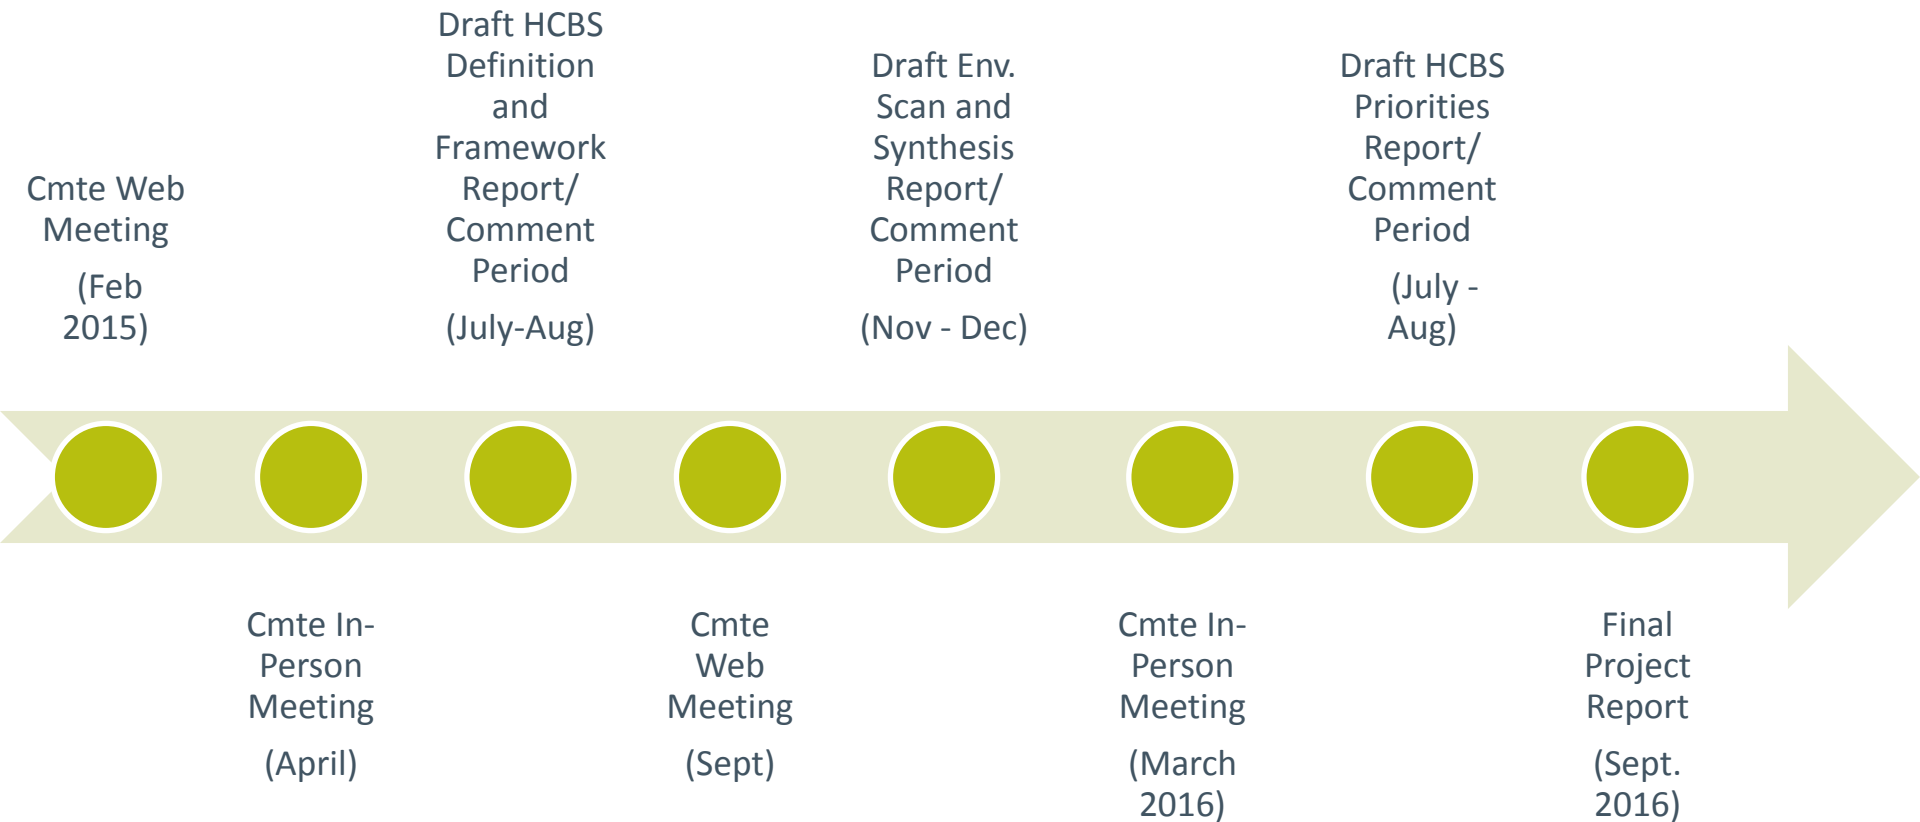 Cmte Web
Meeting
(Feb
2015)
Cmte In-
Person
Meeting
(April)
Draft HCBS
Definition
and
Framework
Report/
Comment
Period
(July-Aug)
Cmte
Web
Meeting
(Sept)
Draft Env.
Scan and
Synthesis
Report/
Comment
Period
(Nov - Dec)
Cmte In-
Person
Meeting
(March
2016)
Draft HCBS
Priorities
Report/
Comment
Period
(July -
Aug)
Final
Project
Report
(Sept.
2016)